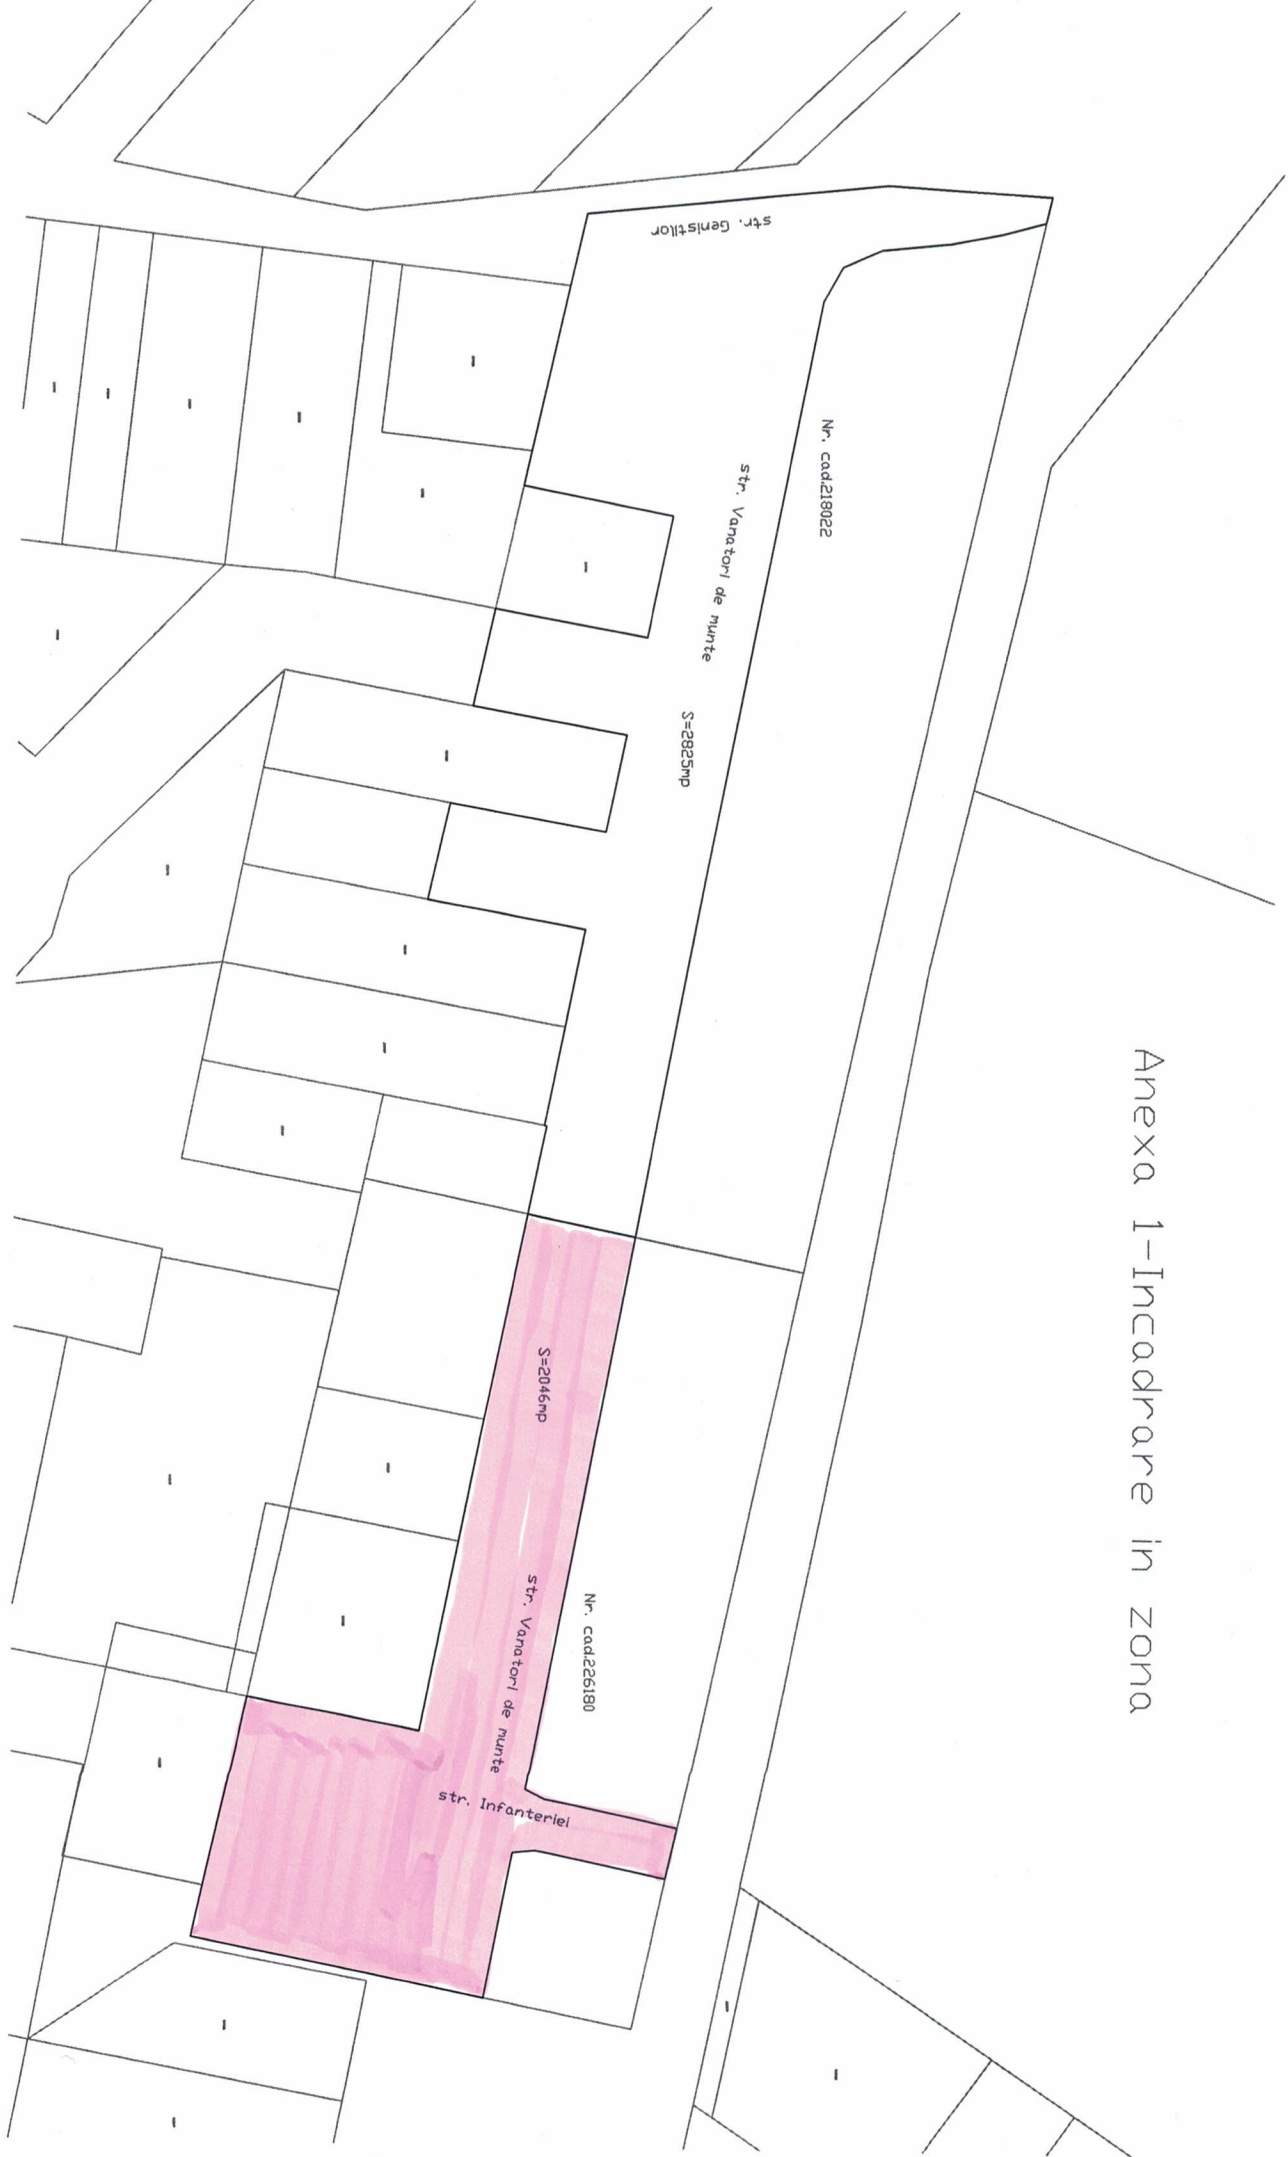 Anexa 1-Incadrare in zona
str. Genistilor
Nr. cad.218022
str. Vanatori de munte
S=2825mp
S=2046mp
Nr. cad.226180
str. Vanatori de munte
str. Infanteriei